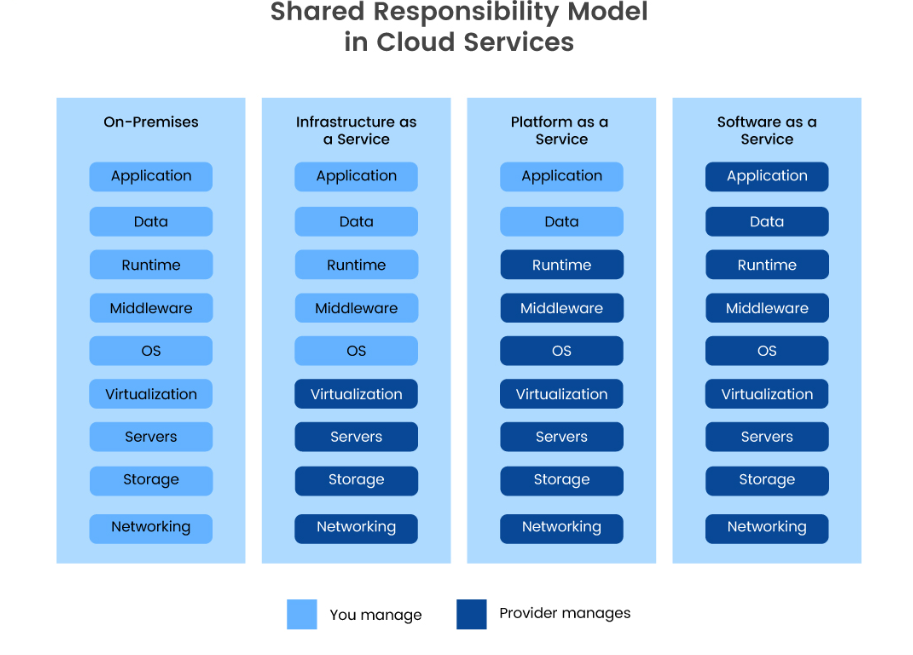 Shared Responsibility Model
in Cloud Services
On-Premises
Application
Data
Runtime
Middleware
OS
Virtualization
Servers
Storage
Networking
Infrastructure as
a Service
Application
Data
Runtime
Middleware
OS
Virtualization
Servers
Storage
Networking
Platform as a
Service
Application
Data
Runtime
Middleware
OS
Virtualization
Servers
Storage
Networking
Software as a
Service
Application
Data
Runtime
Middleware
OS
Virtualization
Servers
Storage
Networking
You manage
Provider manages